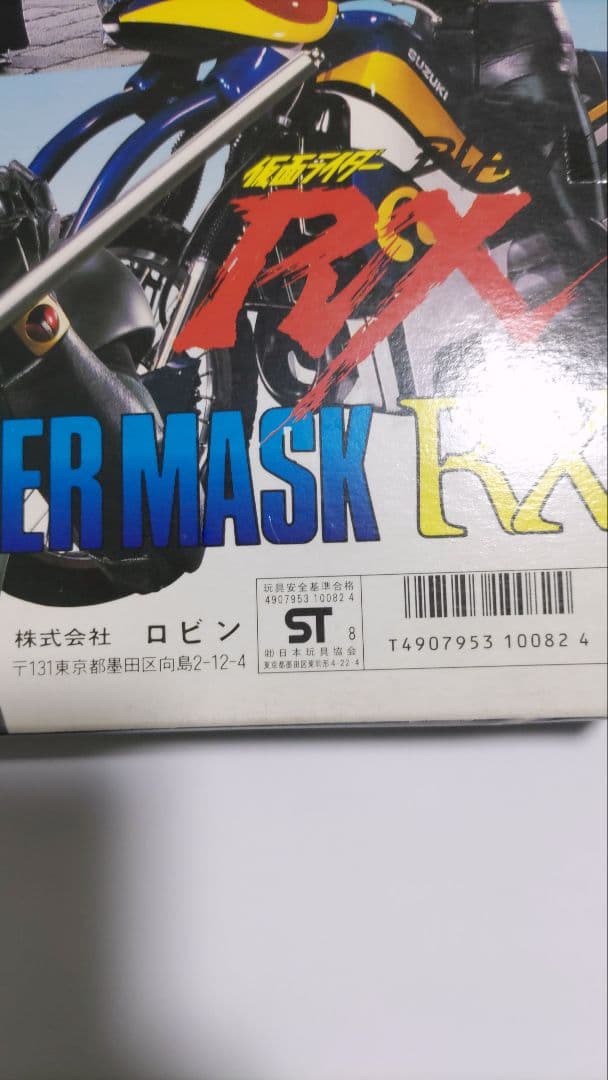 SUZUKI
仮面ライダー
RX
ER MASK RX
株式会社 ロビン
〒131東京都墨田区向島2-12-4
玩具安全基準合格
4907953 10082 4
ST 8
㈶日本玩具協会
東京都墨田区東駒形4-22-4
T4907953 10082 4